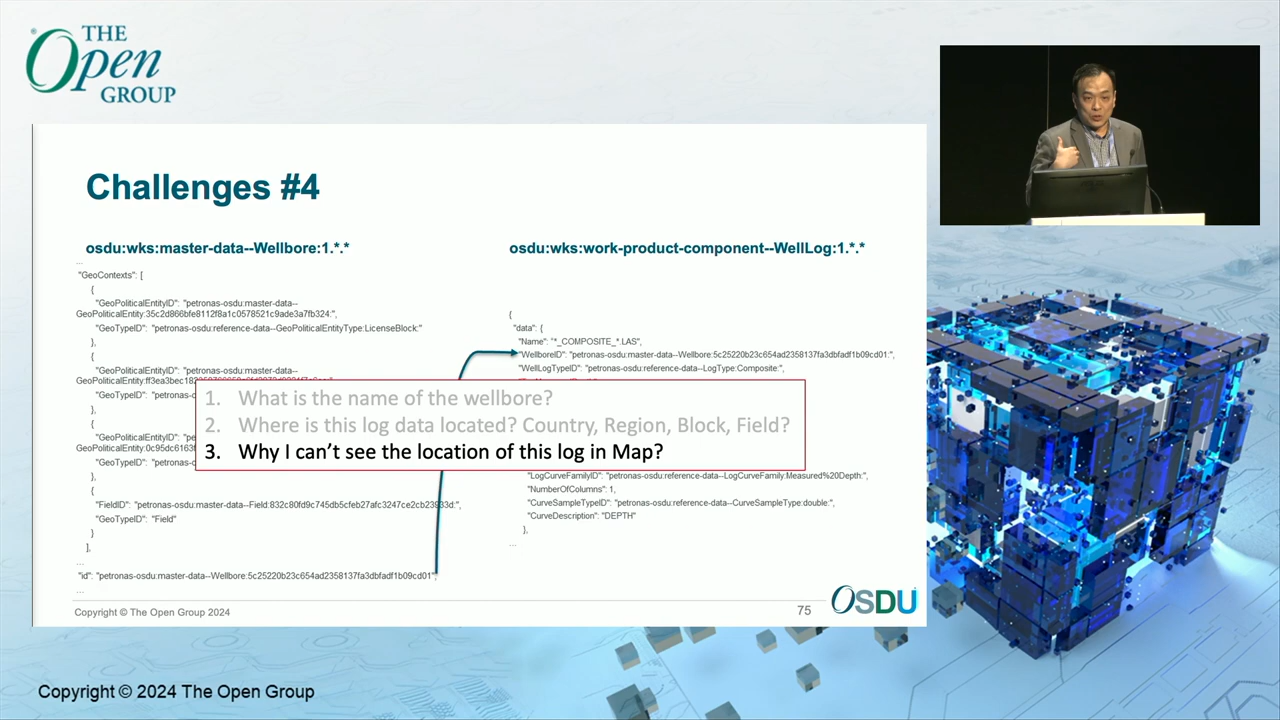 THE
Open
GROUP
Challenges #4
osdu:wks:master-data--Wellbore:1.*.*
...
"GeoContexts": [
{
"GeoPoliticalEntityID": "petronas-osdu:master-data--
GeoPoliticalEntity:35c2d866bfe8112f8a1c0578521c9ade3a7fb324:",
"GeoTypeID": "petronas-osdu:reference-data--GeoPoliticalEntityType:LicenseBlock:"
},
{
"GeoPoliticalEntityID": "petronas-osdu:master-data--
"GeoTypeID": "petronas-o
},
{
"GeoPoliticalEntityID": "pe
GeoPoliticalEntity:0c95dc6163f
"GeoTypeID": "petronas-o
},
{
"FieldID": "petronas-osdu:master-data--Field:832c80fd9c745db5cfeb27afc3247ce2cb23933d:",
"GeoTypeID": "Field"
}
],
...
"id": "petronas-osdu:master-data--Wellbore:5c25220b23c654ad2358137fa3dbfadf1b09cd01",
...
osdu:wks:work-product-component--WellLog:1.*.*
{
"data": {
"Name": "*_COMPOSITE_*.LAS",
"WellboreID": "petronas-osdu:master-data--Wellbore:5c25220b23c654ad2358137fa3dbfadf1b09cd01:",
"WellLogTypeID": "petronas-osdu:reference-data--LogType:Composite:",
1. What is the name of the wellbore?
2. Where is this log data located? Country, Region, Block, Field?
3. Why I can't see the location of this log in Map?
"LogCurveFamilyID": "petronas-osdu:reference-data--LogCurveFamily:Measured%20Depth:",
"NumberOfColumns": 1,
"CurveSampleTypeID": "petronas-osdu:reference-data--CurveSampleType:double:",
"CurveDescription": "DEPTH"
},
...
Copyright © The Open Group 2024
75
OSDU
Copyright © 2024 The Open Group